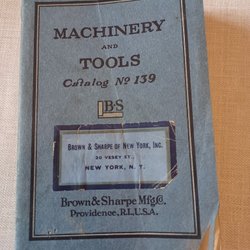 MACHINERY
AND
TOOLS
Catalog No 139
B&S
BROWN & SHARPE OF NEW YORK, INC.
20 VESEY ST.,
NEW YORK, N. Y.
Brown & Sharpe Mfg. Co.
Providence, R.I., U.S.A.